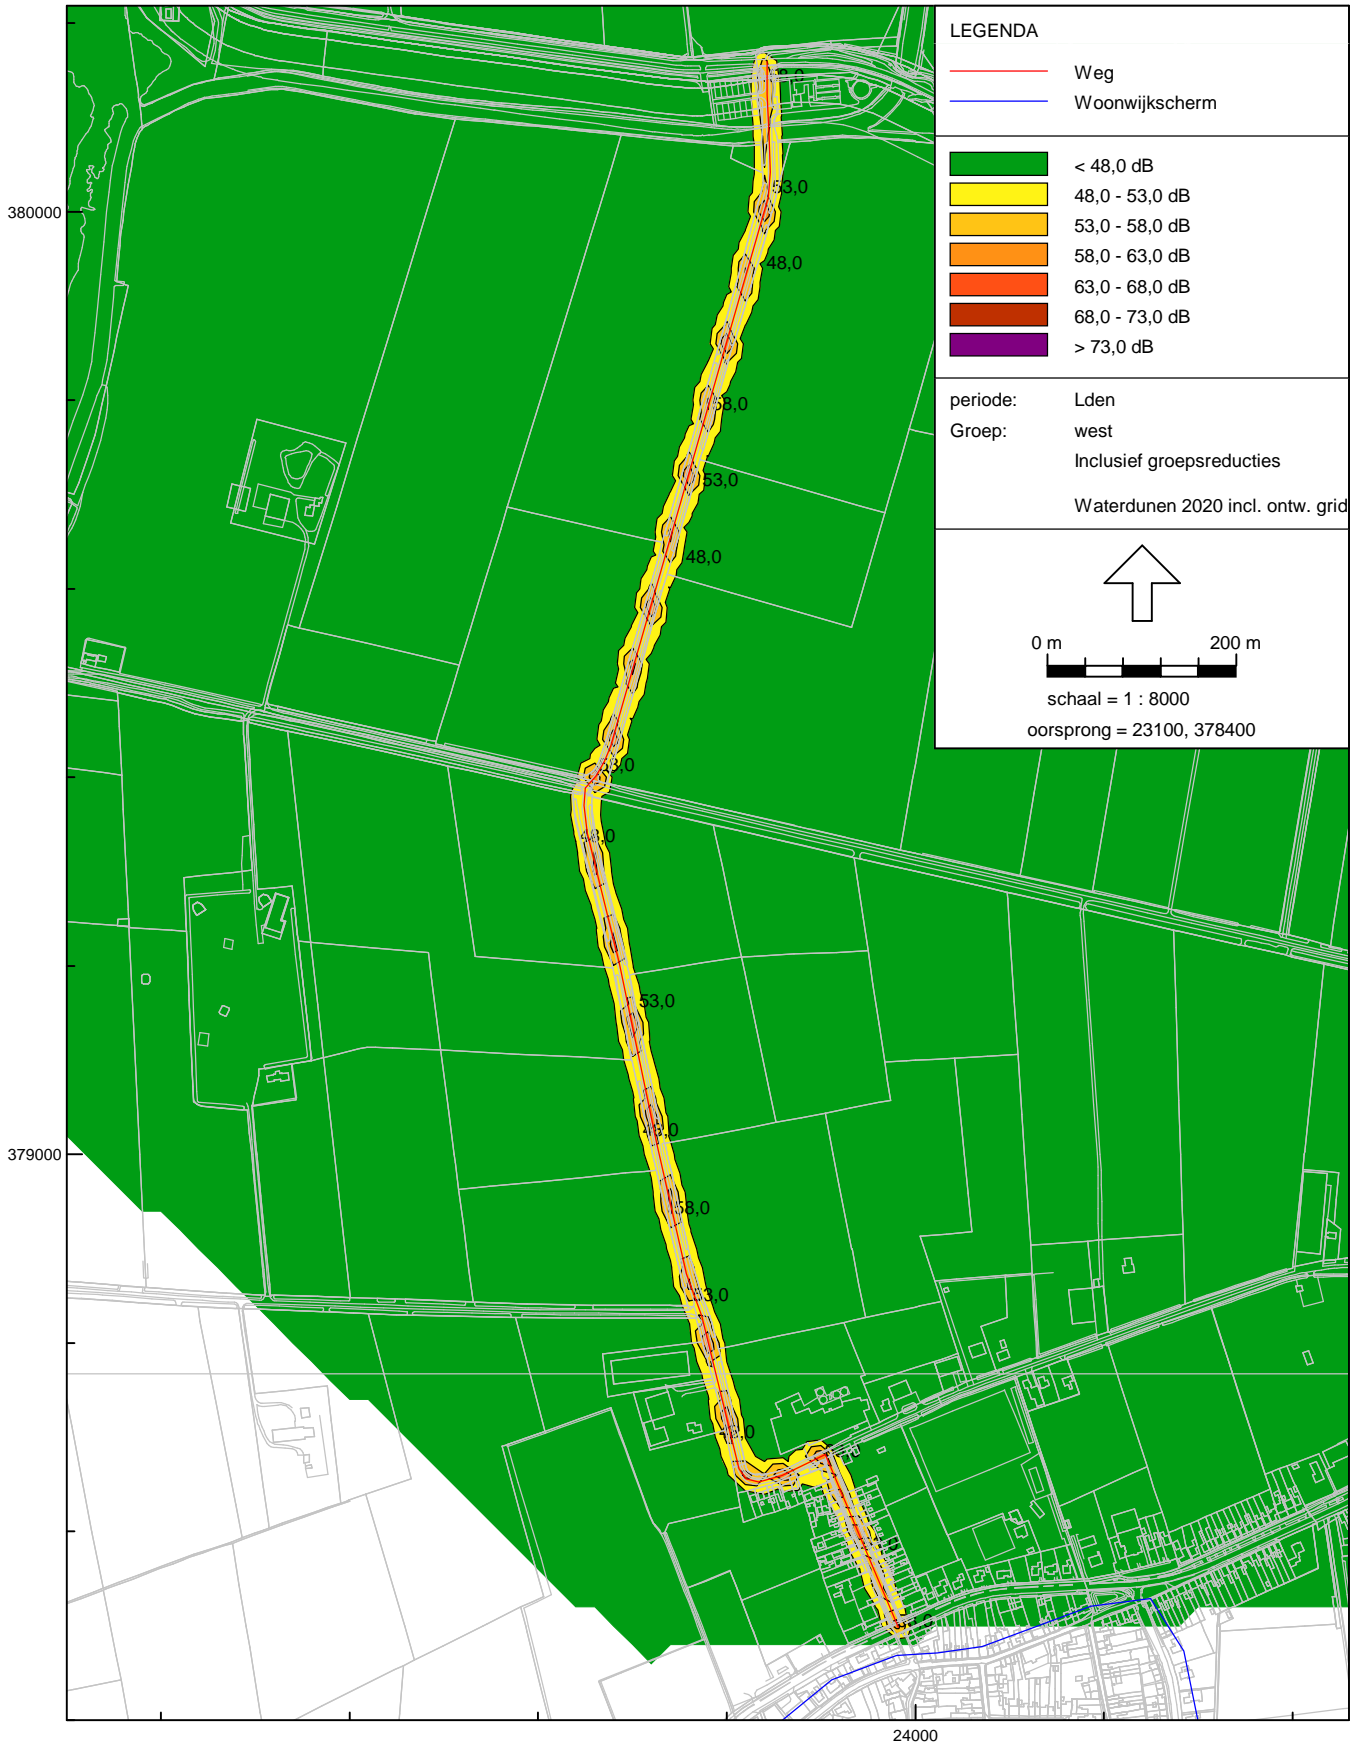 LEGENDA
Weg
Woonwijkscherm
< 48,0 dB
48,0 - 53,0 dB
53,0 - 58,0 dB
58,0 - 63,0 dB
63,0 - 68,0 dB
68,0 - 73,0 dB
> 73,0 dB
periode: Lden
Groep: west
Inclusief groepsreducties
Waterdunen 2020 incl. ontw. grid
0 m 200 m
schaal = 1 : 8000
oorsprong = 23100, 378400
53,0
380000
48,0
58,0
53,0
48,0
48,0
53,0
379000
58,0
24000